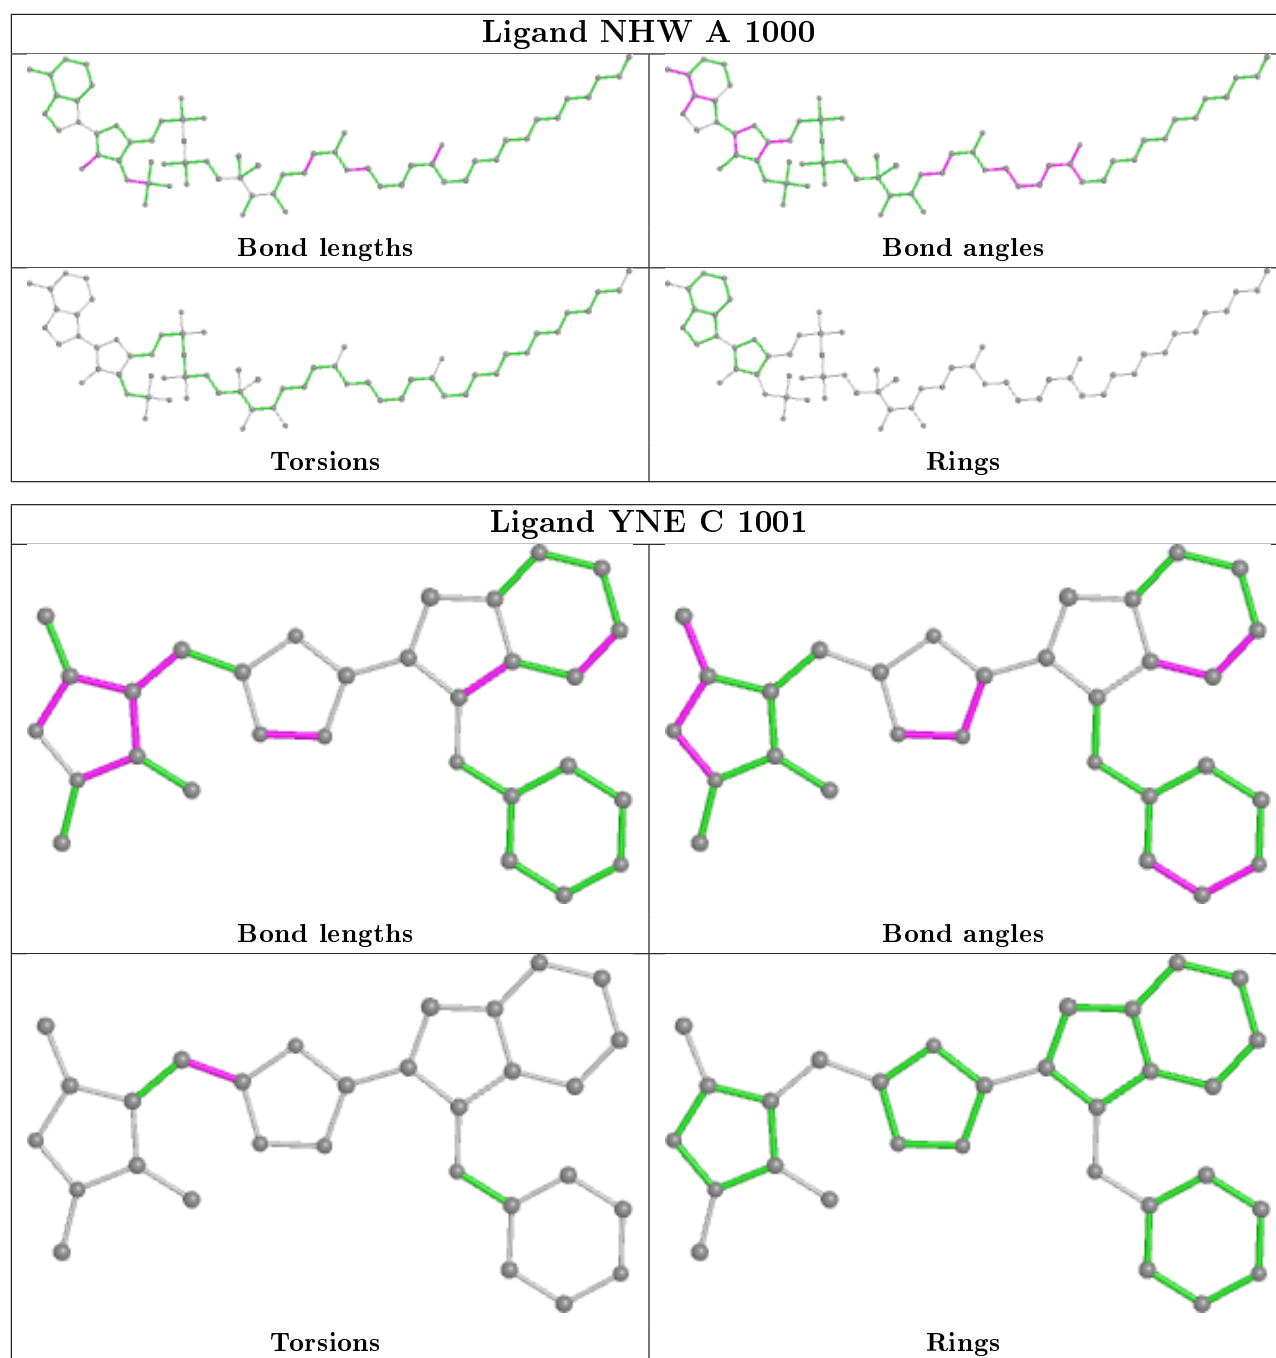 Ligand NHW A 1000
Bond lengths
Bond angles
Torsions
Rings
Ligand YNE C 1001
Bond lengths
Bond angles
Torsions
Rings